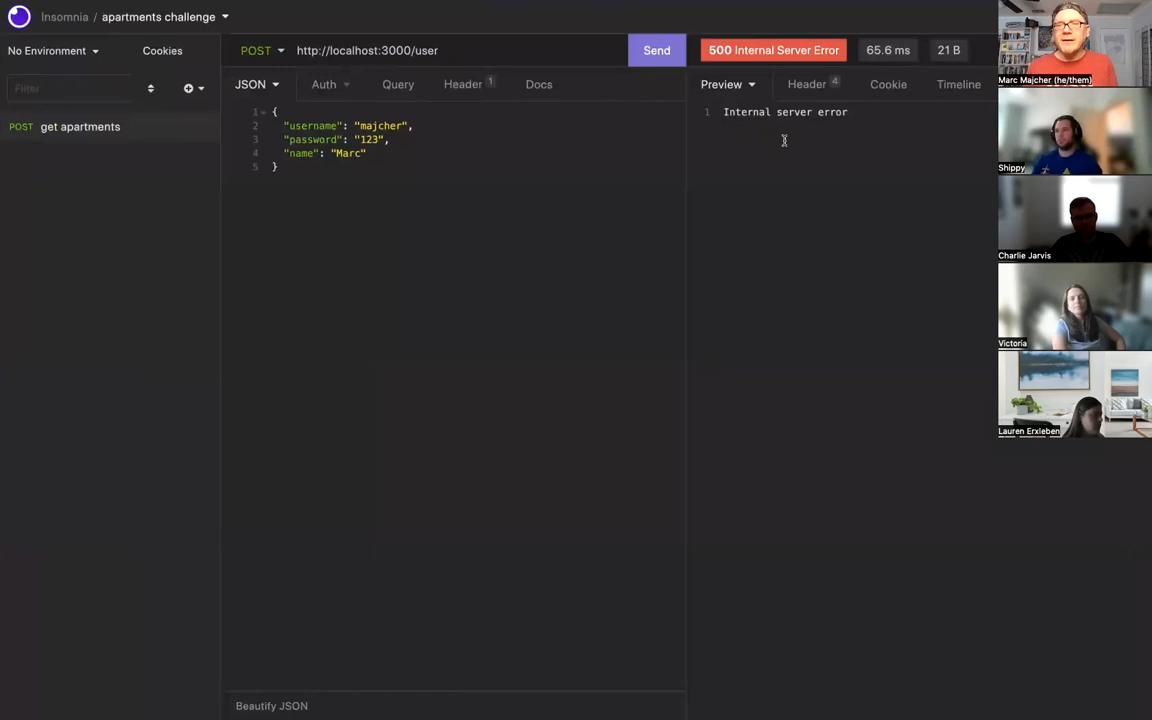 Insomnia / apartments challenge
No Environment
Cookies
POST http://localhost:3000/user
Send
500 Internal Server Error
65.6 ms
21 B
Filter
JSON
Auth
Query
Header 1
Docs
Preview
Header 4
Cookie
Timeline
POST get apartments
1 {
2 "username": "majcher",
3 "password": "123",
4 "name": "Marc"
5 }
1 Internal server error
Beautify JSON
Marc Majcher (he/them)
Shippy
Charlie Jarvis
Victoria
Lauren Erxleben